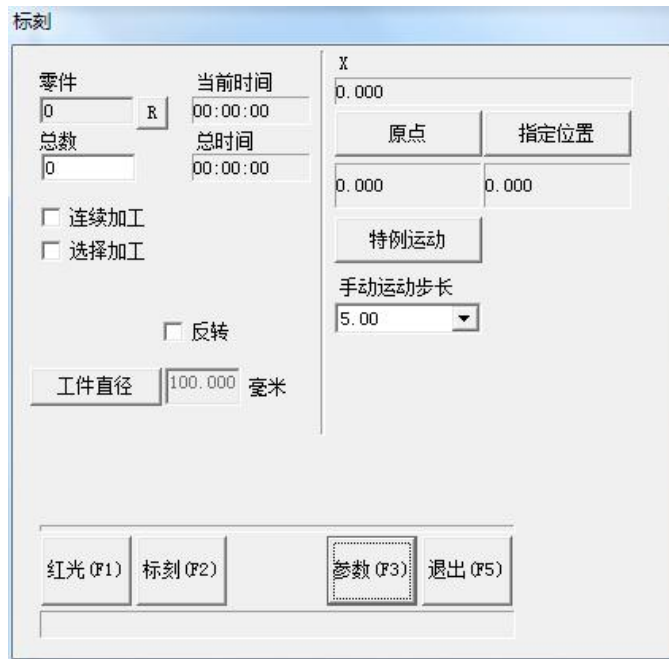 标刻
零件
当前时间
0
R
00:00:00
总数
总时间
0
00:00:00
连续加工
选择加工
反转
工件直径
100.000
毫米
X
0.000
原点
指定位置
0.000
0.000
特例运动
手动运动步长
5.00
红光(F1)
标刻(F2)
参数(F3)
退出(F5)